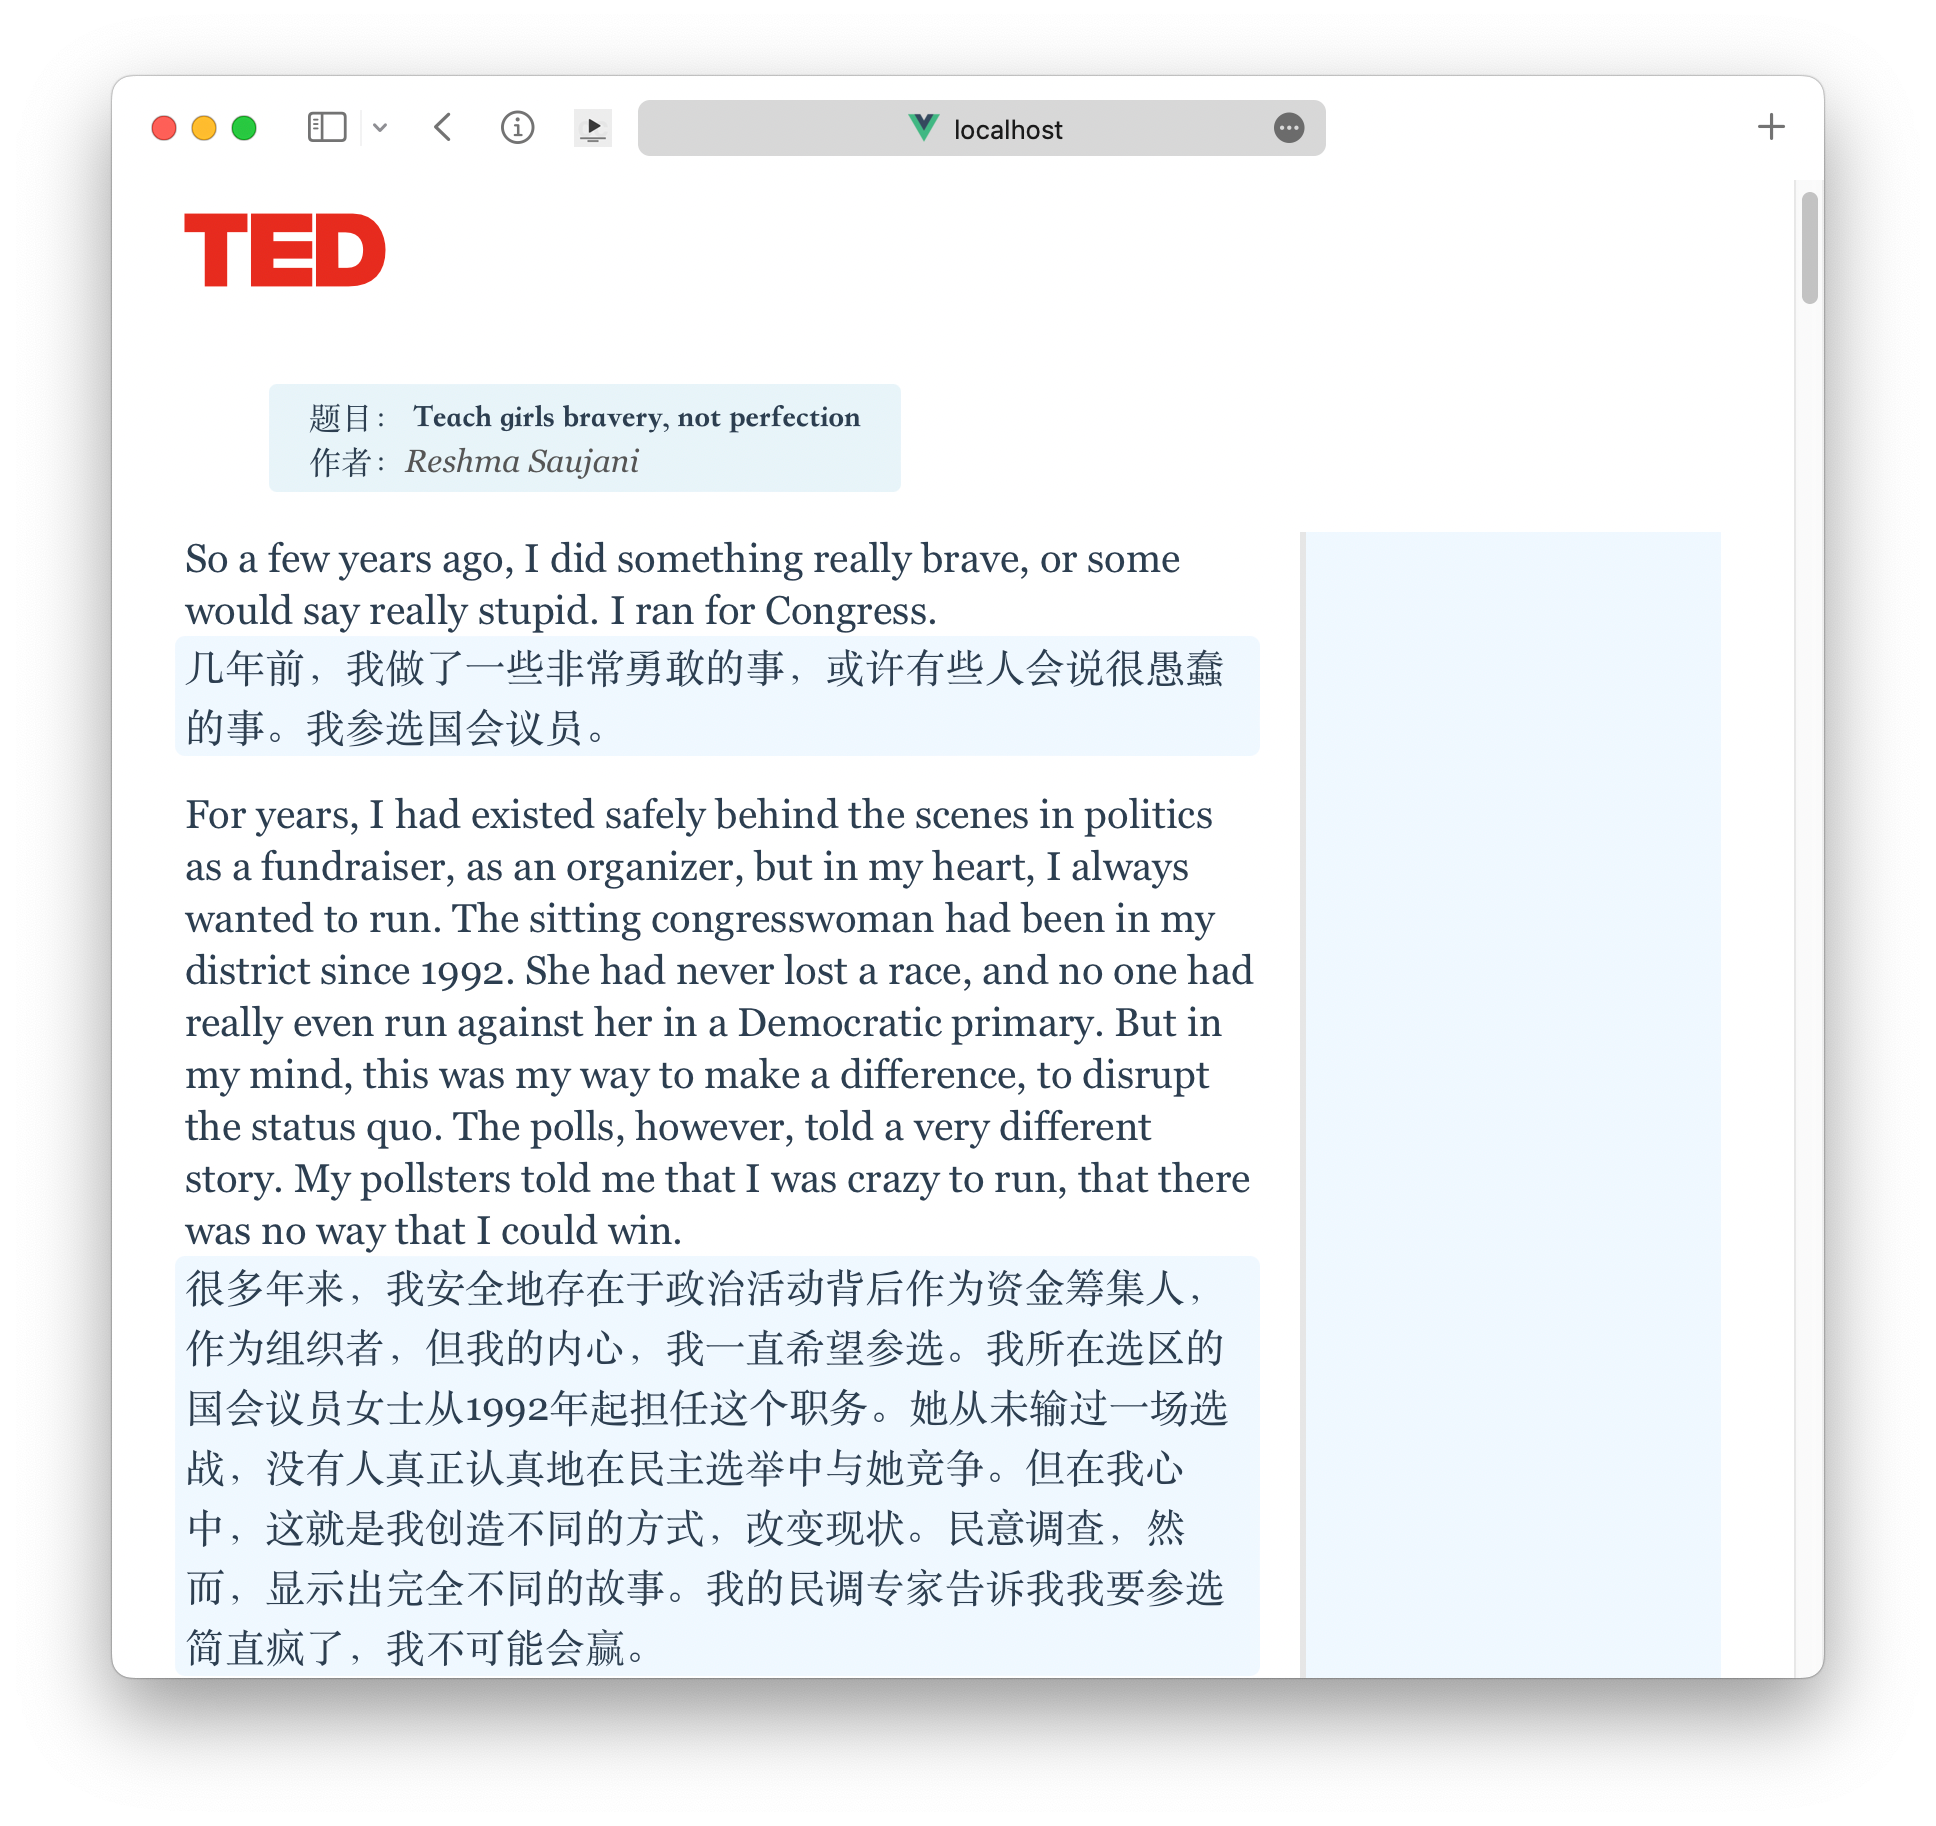 localhost
TED
题目： Teach girls bravery, not perfection
作者：Reshma Saujani
So a few years ago, I did something really brave, or some
would say really stupid. I ran for Congress.
几年前，我做了一些非常勇敢的事，或许有些人会说很愚蠢
的事。我参选国会议员。
For years, I had existed safely behind the scenes in politics
as a fundraiser, as an organizer, but in my heart, I always
wanted to run. The sitting congresswoman had been in my
district since 1992. She had never lost a race, and no one had
really even run against her in a Democratic primary. But in
my mind, this was my way to make a difference, to disrupt
the status quo. The polls, however, told a very different
story. My pollsters told me that I was crazy to run, that there
was no way that I could win.
很多年来，我安全地存在于政治活动背后作为资金筹集人，
作为组织者，但我的内心，我一直希望参选。我所在选区的
国会议员女士从1992年起担任这个职务。她从未输过一场选
战，没有人真正认真地在民主选举中与她竞争。但在我心
中，这就是我创造不同的方式，改变现状。民意调查，然
而，显示出完全不同的故事。我的民调专家告诉我我要参选
简直疯了，我不可能会赢。